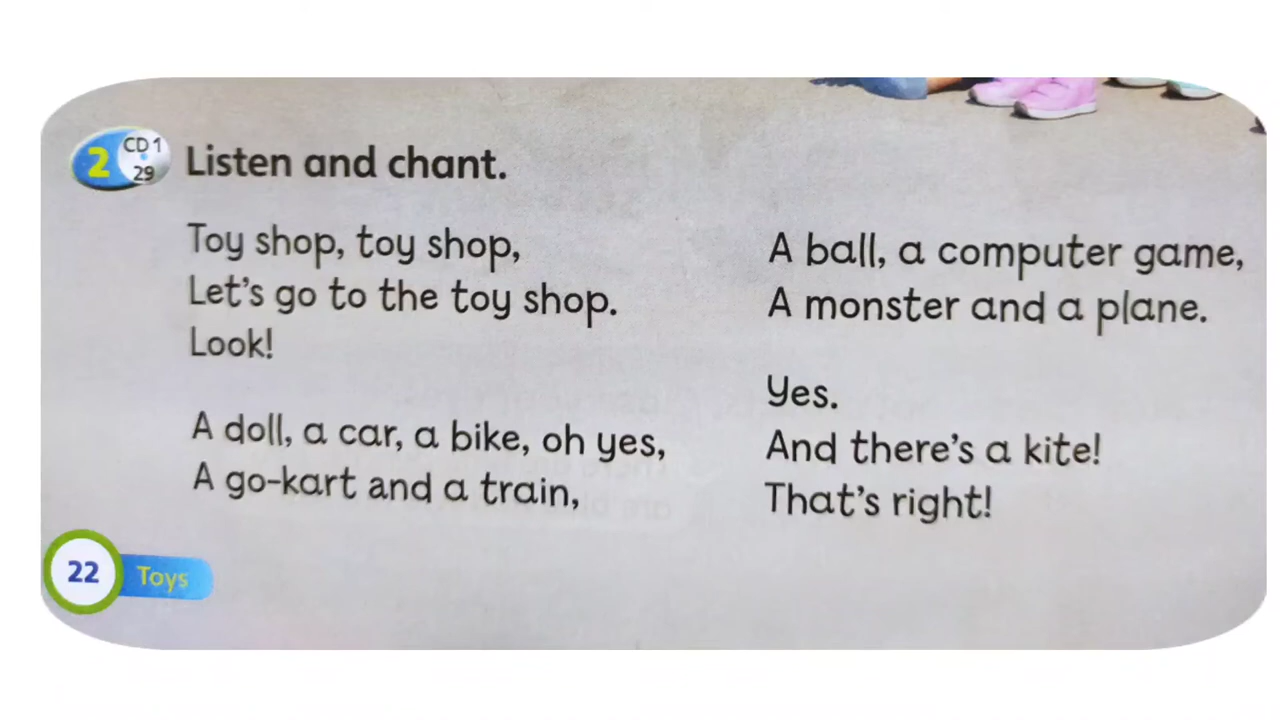 2 CD1 29 Listen and chant.
Toy shop, toy shop,
Let's go to the toy shop.
Look!
A doll, a car, a bike, oh yes,
A go-kart and a train,
A ball, a computer game,
A monster and a plane.
Yes.
And there's a kite!
That's right!
22 Toys